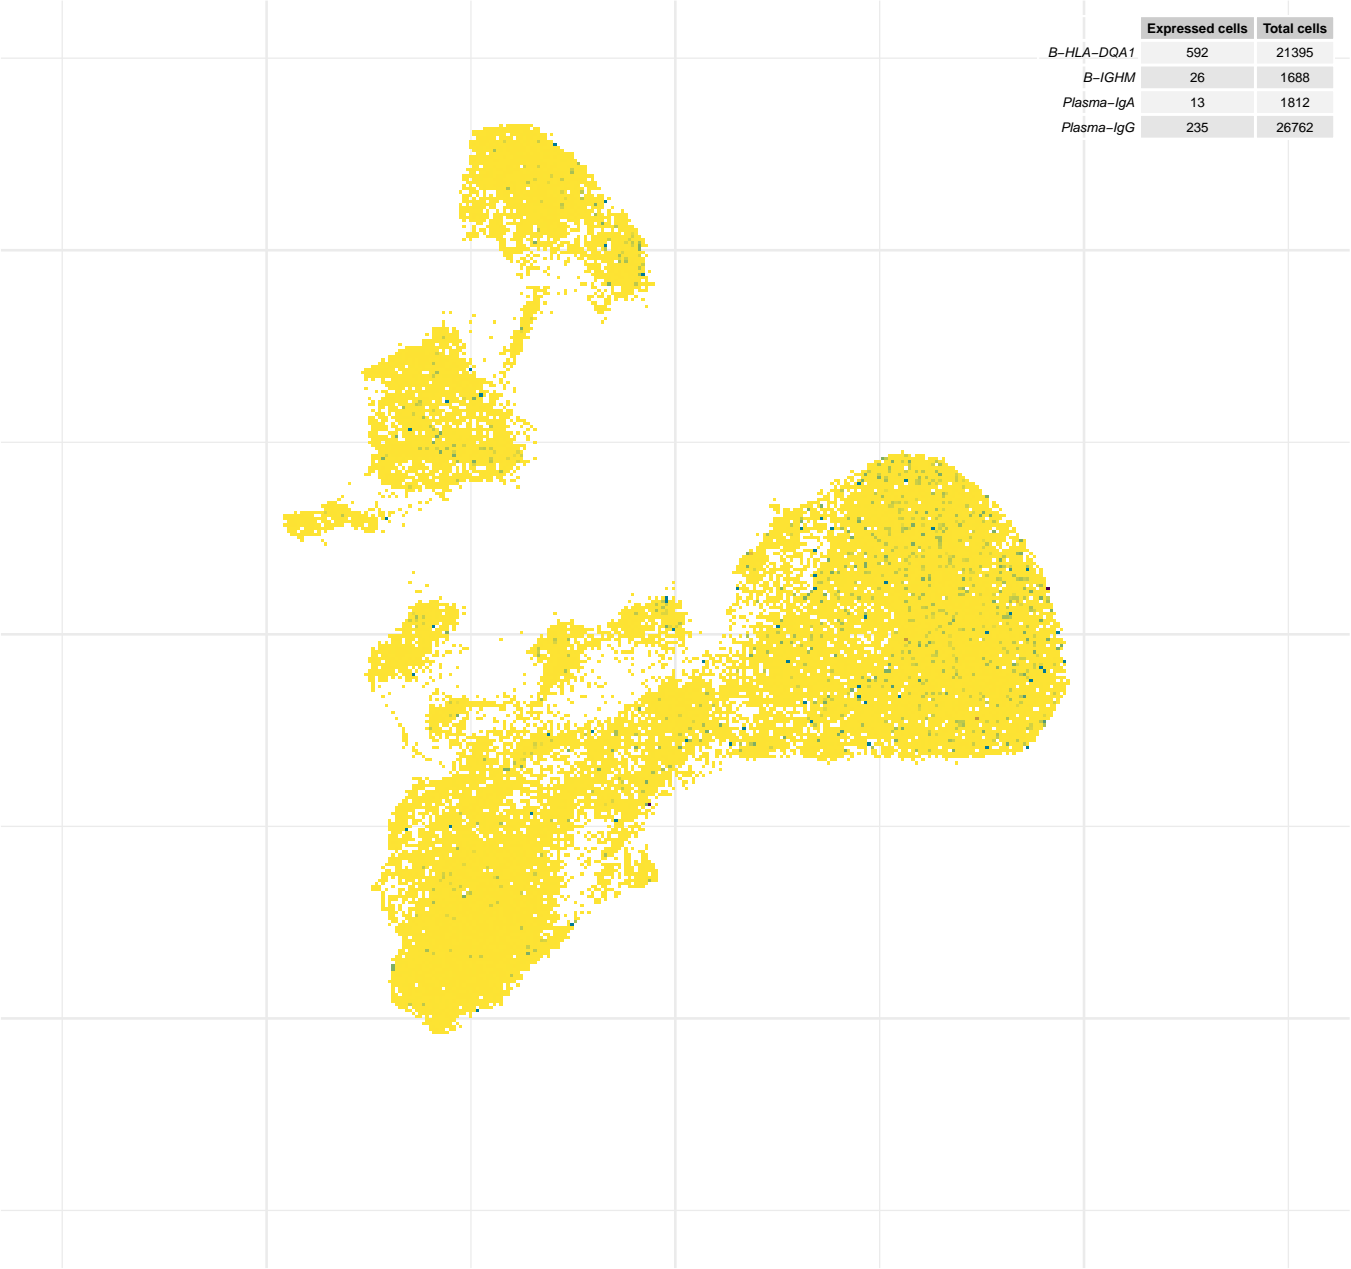 Expressed cells Total cells
B−HLA−DQA1 592 21395
B−IGHM 26 1688
Plasma−IgA 13 1812
Plasma−IgG 235 26762